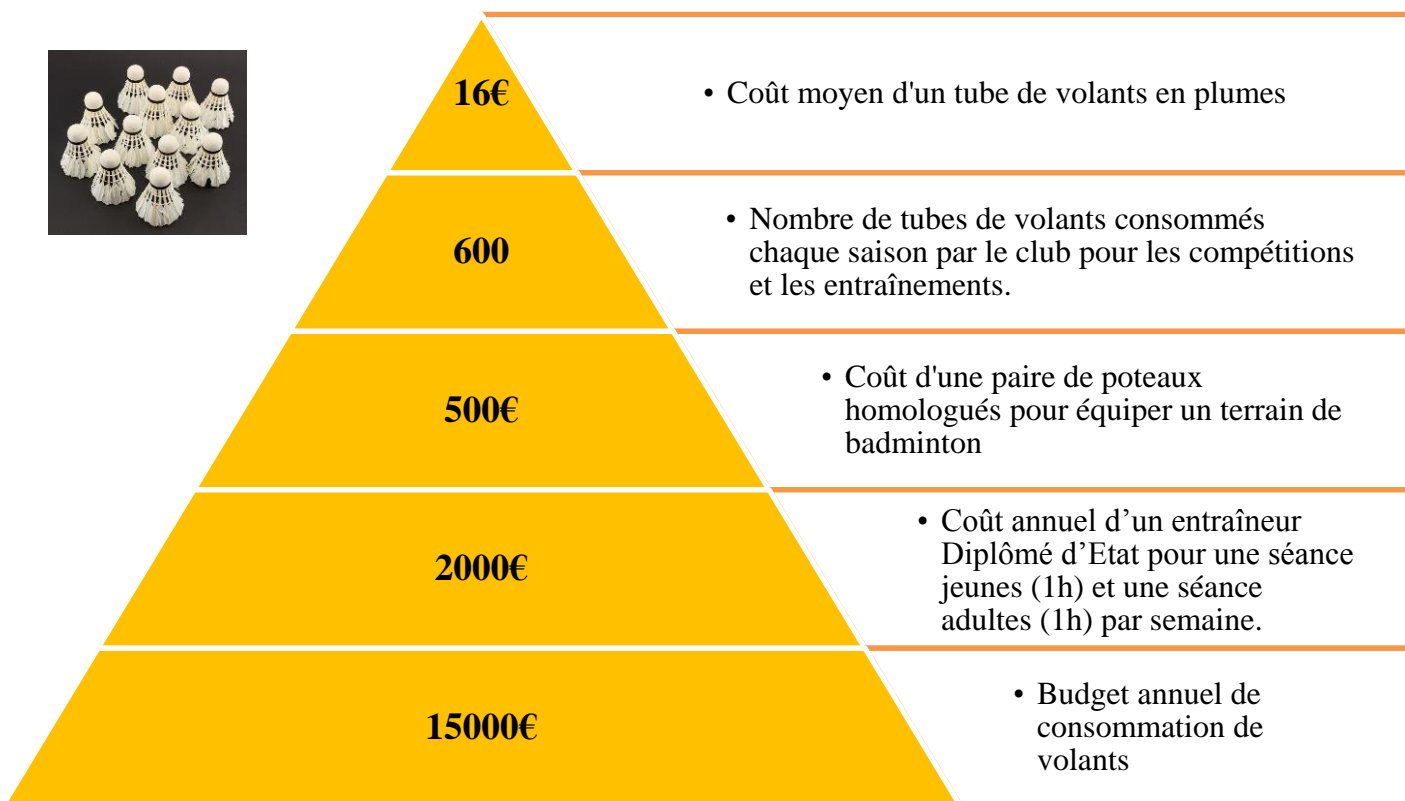 16€
• Coût moyen d'un tube de volants en plumes
600
• Nombre de tubes de volants consommés
chaque saison par le club pour les compétitions
et les entraînements.
500€
• Coût d'une paire de poteaux
homologués pour équiper un terrain de
badminton
2000€
• Coût annuel d’un entraîneur
Diplômé d’Etat pour une séance
jeunes (1h) et une séance
adultes (1h) par semaine.
15000€
• Budget annuel de
consommation de
volants